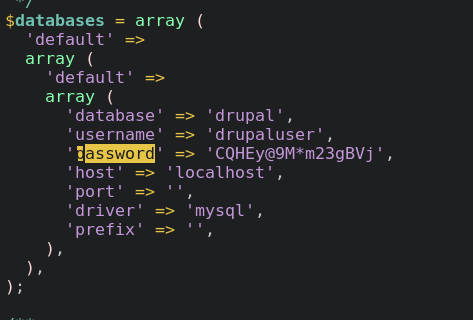 */
$databases = array (
  'default' =>
  array (
    'default' =>
    array (
      'database' => 'drupal',
      'username' => 'drupaluser',
      'password' => 'CQHEy@9M*m23gBVj',
      'host' => 'localhost',
      'port' => '',
      'driver' => 'mysql',
      'prefix' => '',
    ),
  ),
);
/**